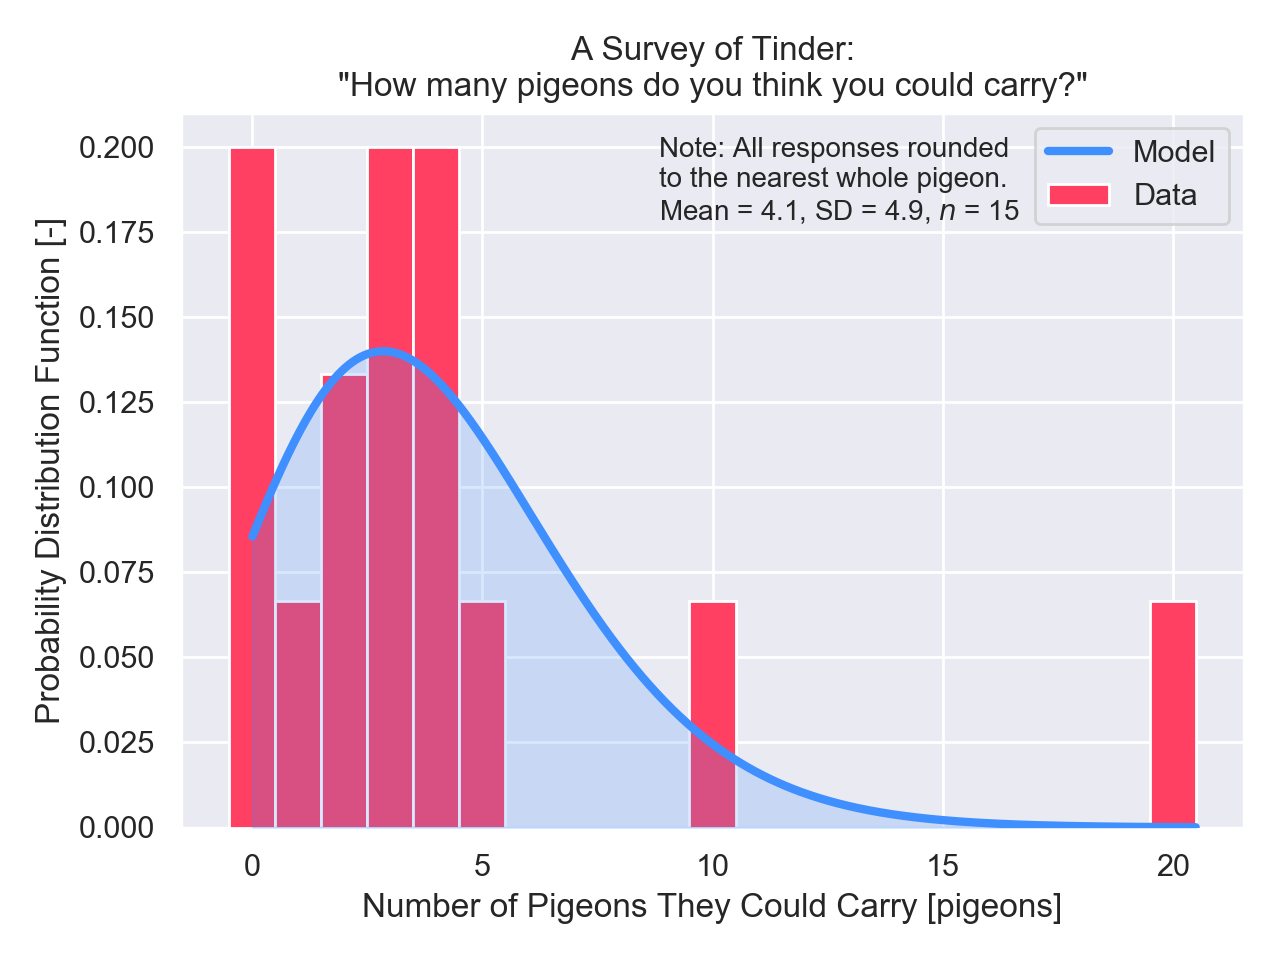 A Survey of Tinder:
"How many pigeons do you think you could carry?"
Note: All responses rounded
to the nearest whole pigeon.
Mean = 4.1, SD = 4.9, n = 15
Model
Data
Probability Distribution Function [-]
0.200
0.175
0.150
0.125
0.100
0.075
0.050
0.025
0.000
0 5 10 15 20
Number of Pigeons They Could Carry [pigeons]